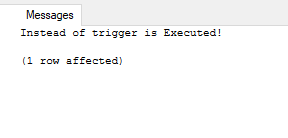 Messages
Instead of trigger is Executed!
(1 row affected)